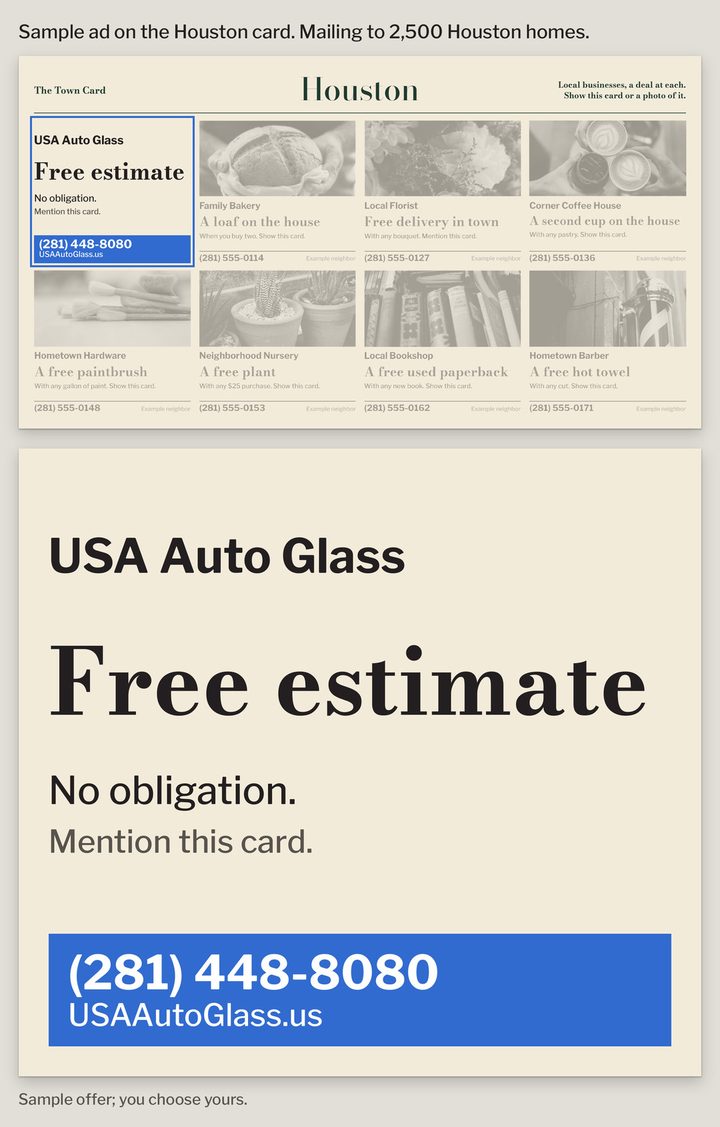 Sample ad on the Houston card. Mailing to 2,500 Houston homes.
The Town Card
Houston
Local businesses, a deal at each.
Show this card or a photo of it.
USA Auto Glass
Free estimate
No obligation.
Mention this card.
(281) 448-8080
USAAutoGlass.us
Family Bakery
A loaf on the house
When you buy two. Show this card.
(281) 555-0114
Example neighbor
Local Florist
Free delivery in town
With any bouquet. Mention this card.
(281) 555-0127
Example neighbor
Corner Coffee House
A second cup on the house
With any pastry. Show this card.
(281) 555-0136
Example neighbor
Hometown Hardware
A free paintbrush
With any gallon of paint. Show this card.
(281) 555-0148
Example neighbor
Neighborhood Nursery
A free plant
With any $25 purchase. Show this card.
(281) 555-0153
Example neighbor
Local Bookshop
A free used paperback
With any new book. Show this card.
(281) 555-0162
Example neighbor
Hometown Barber
A free hot towel
With any cut. Show this card.
(281) 555-0171
Example neighbor
USA Auto Glass
Free estimate
No obligation.
Mention this card.
(281) 448-8080
USAAutoGlass.us
Sample offer; you choose yours.